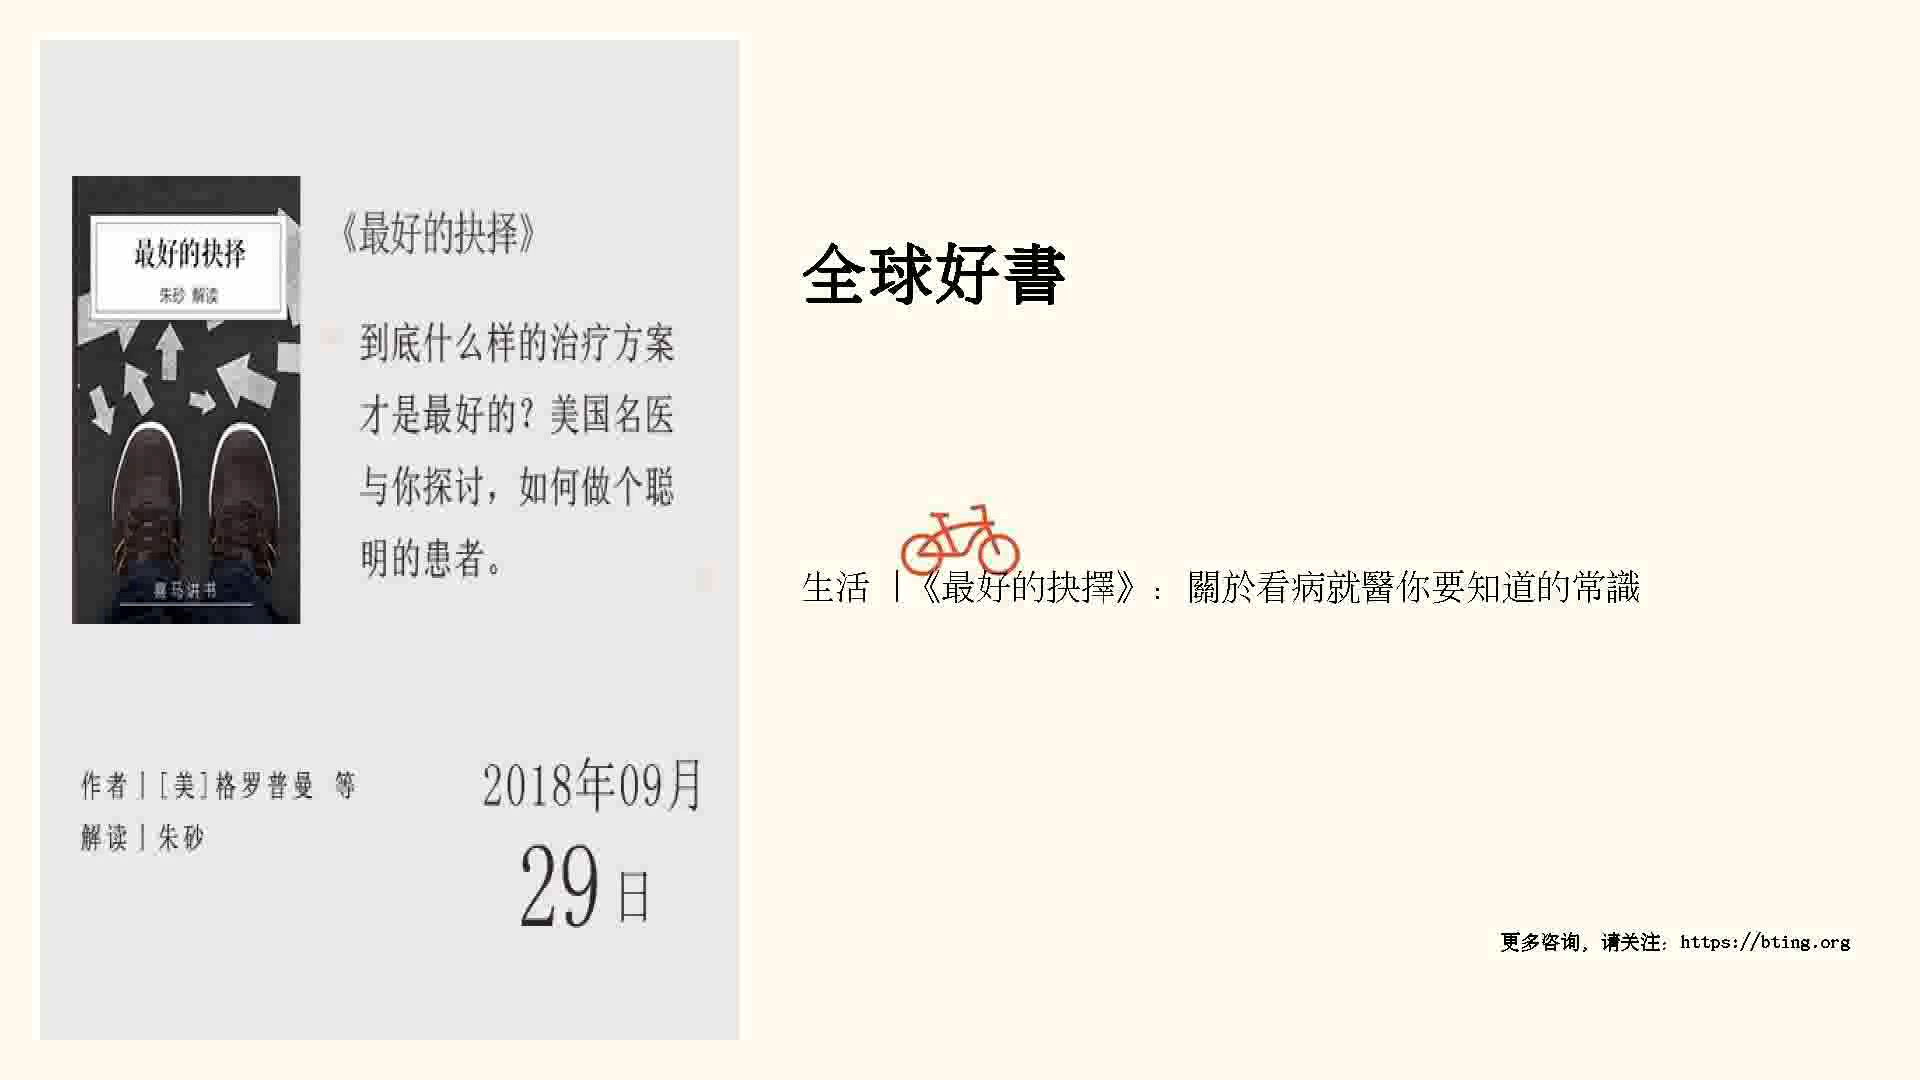 最好的抉择
朱砂 解读
喜马讲书
《最好的抉择》
到底什么样的治疗方案
才是最好的？美国名医
与你探讨，如何做个聪
明的患者。
作者丨[美]格罗普曼 等
解读丨朱砂
2018年09月
29日
全球好書
生活 |《最好的抉擇》：關於看病就醫你要知道的常識
更多咨询，请关注：https://bting.org